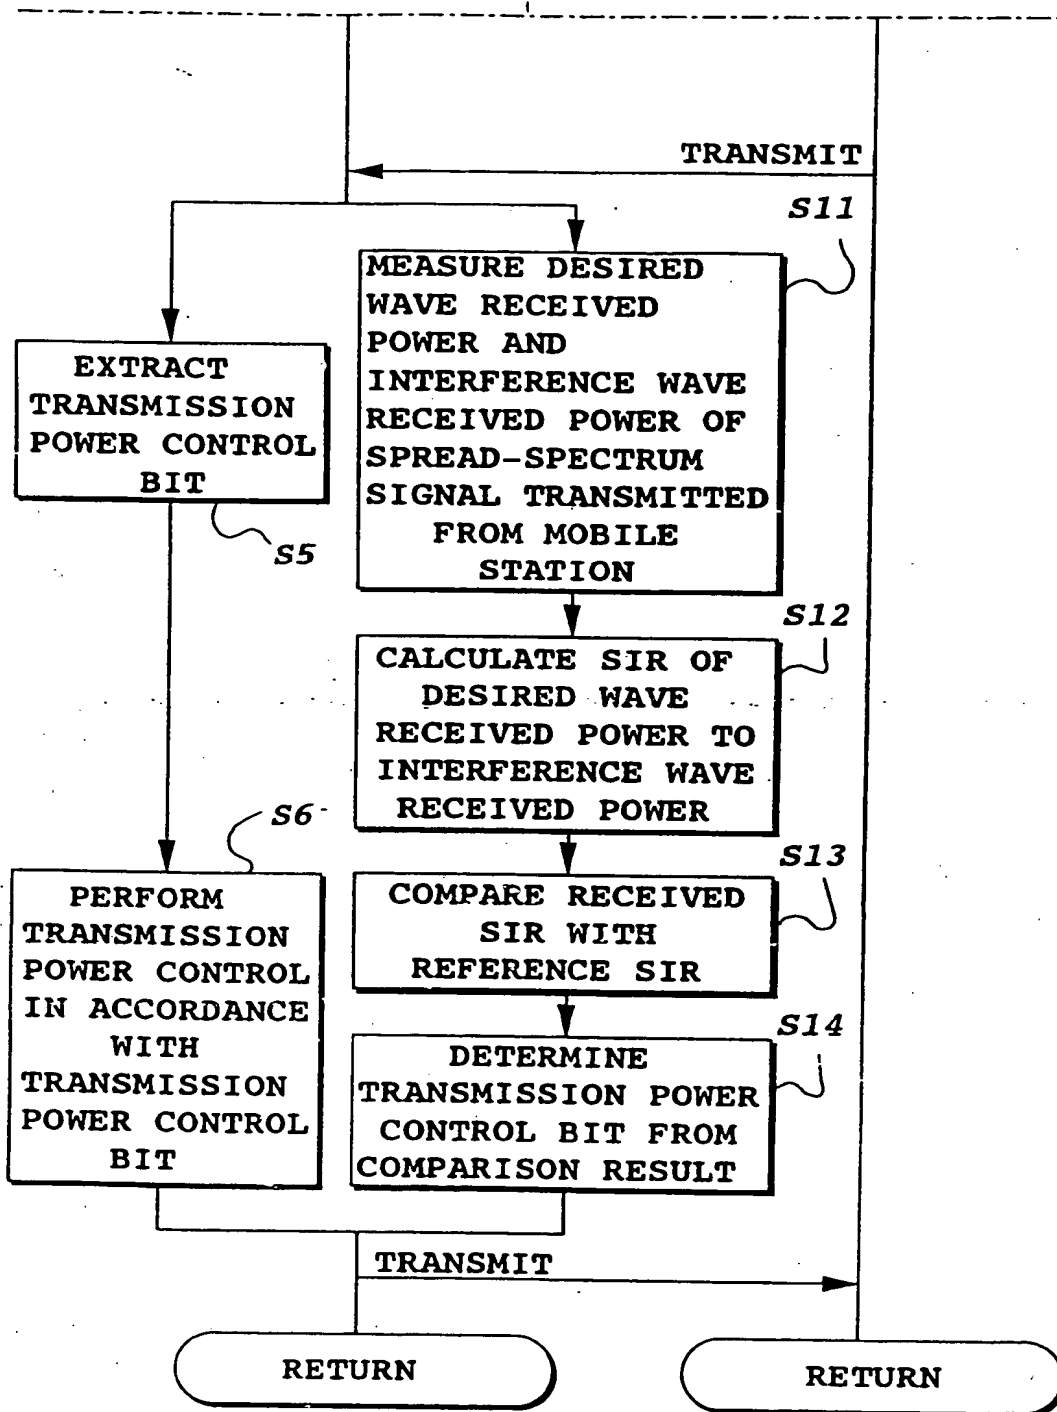 TRANSMIT
S11
MEASURE DESIRED
WAVE RECEIVED
POWER AND
INTERFERENCE WAVE
RECEIVED POWER OF
SPREAD-SPECTRUM
SIGNAL TRANSMITTED
FROM MOBILE
STATION
EXTRACT
TRANSMISSION
POWER CONTROL
BIT
S5
S12
CALCULATE SIR OF
DESIRED WAVE
RECEIVED POWER TO
INTERFERENCE WAVE
RECEIVED POWER
S6
PERFORM
TRANSMISSION
POWER CONTROL
IN ACCORDANCE
WITH
TRANSMISSION
POWER CONTROL
BIT
S13
COMPARE RECEIVED
SIR WITH
REFERENCE SIR
S14
DETERMINE
TRANSMISSION POWER
CONTROL BIT FROM
COMPARISON RESULT
TRANSMIT
RETURN
RETURN